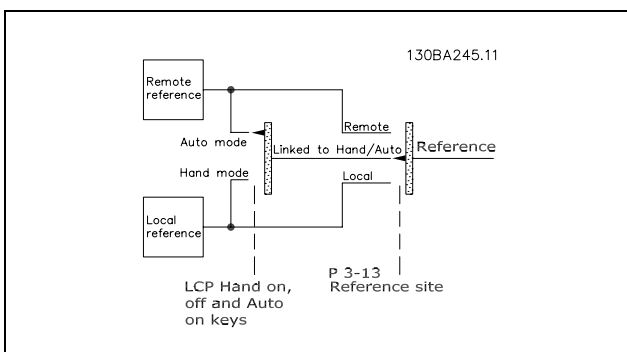 130BA245.11
Remote
reference
Auto mode
Remote
Linked to Hand/Auto
Reference
Hand mode
Local
Local
reference
P 3-13
Reference site
LCP Hand on,
off and Auto
on keys